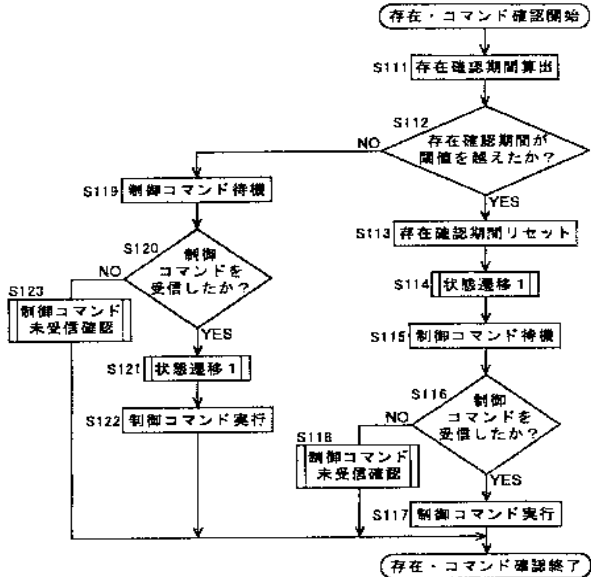 存在・コマンド確認開始
S111 存在確認期間算出
S112
存在確認期間が
閾値を越えたか？
NO
YES
S119 制御コマンド待機
S113 存在確認期間リセット
S120
制御
コマンドを
受信したか？
NO
YES
S114 状態遷移1
S123
制御コマンド
未受信確認
S115 制御コマンド待機
S121 状態遷移1
S116
制御
コマンドを
受信したか？
NO
YES
S122 制御コマンド実行
S118
制御コマンド
未受信確認
S117 制御コマンド実行
存在・コマンド確認終了